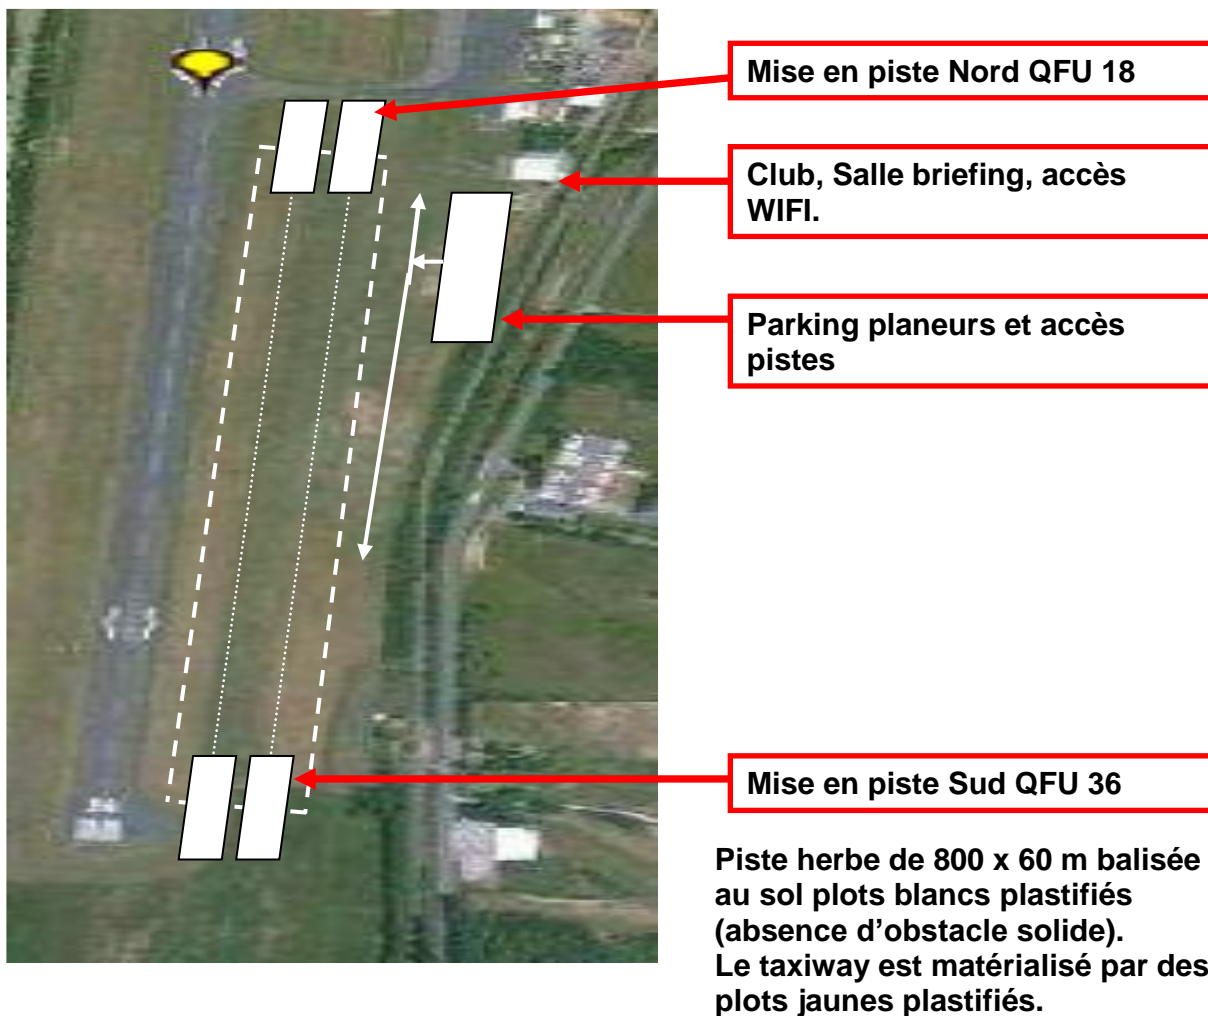 Mise en piste Nord QFU 18
Club, Salle briefing, accès
WIFI.
Parking planeurs et accès
pistes
Mise en piste Sud QFU 36
Piste herbe de 800 x 60 m balisée
au sol plots blancs plastifiés
(absence d’obstacle solide).
Le taxiway est matérialisé par des
plots jaunes plastifiés.